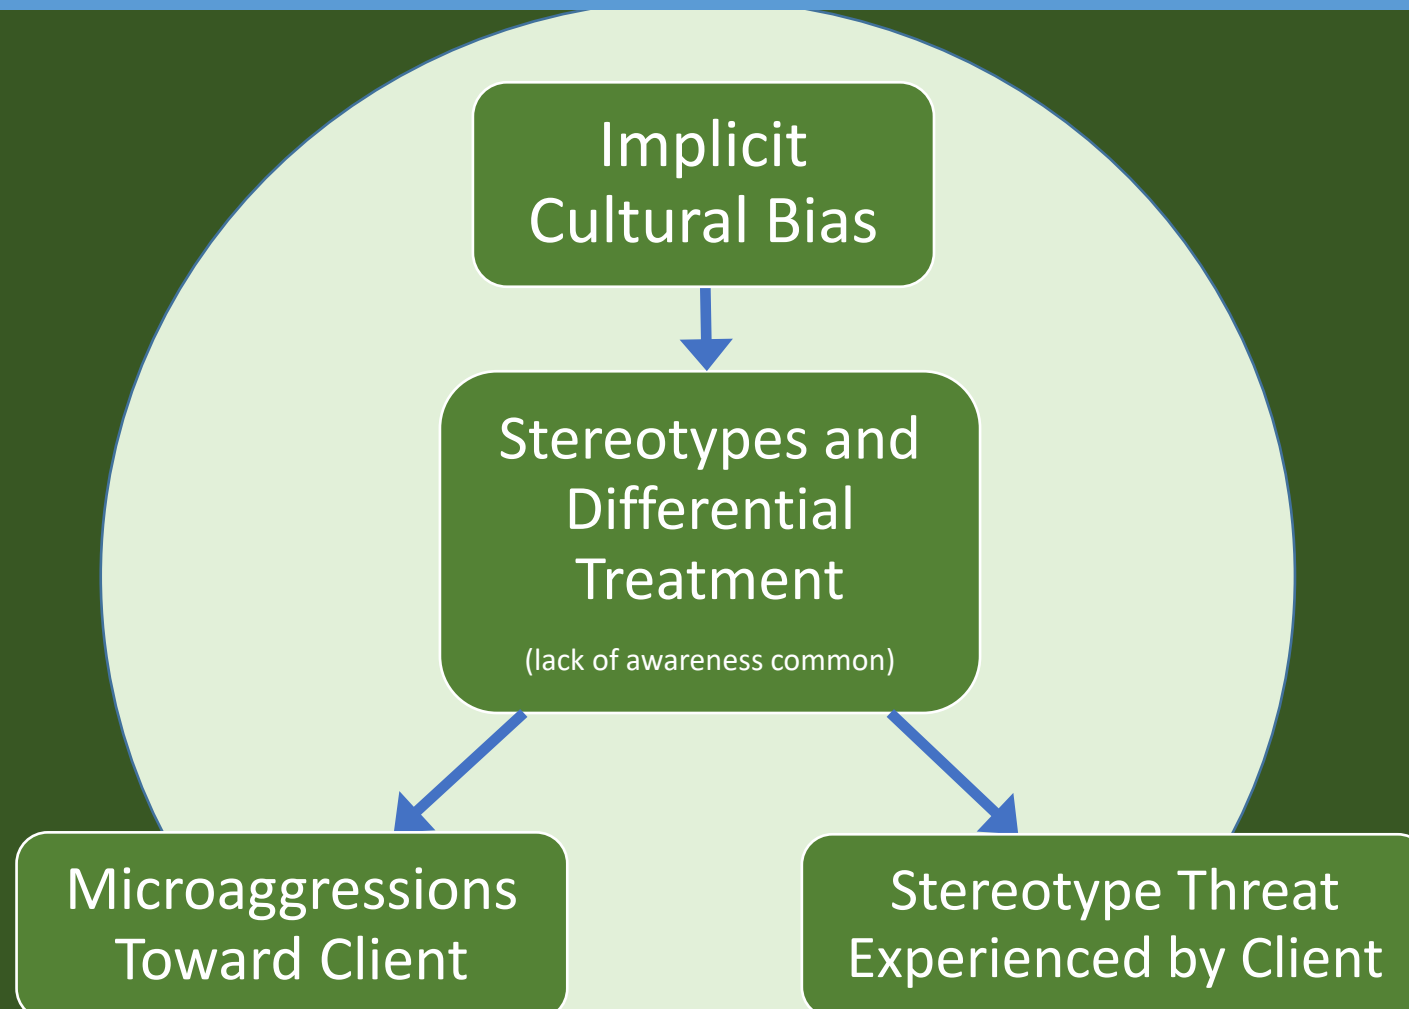 Implicit
Cultural Bias
Stereotypes and
Differential
Treatment
(lack of awareness common)
Microaggressions
Toward Client
Stereotype Threat
Experienced by Client